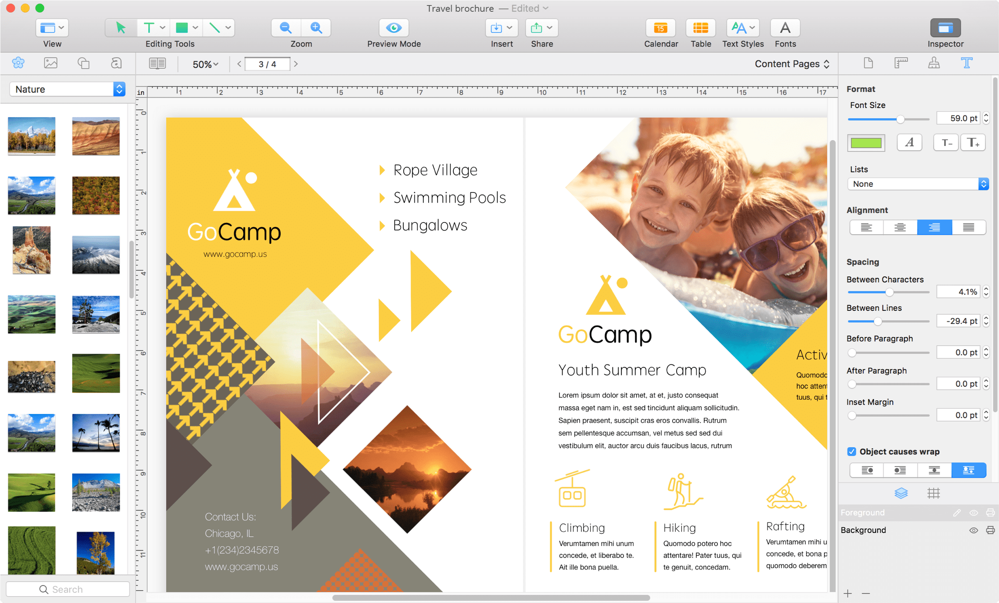 Travel brochure — Edited
View
Editing Tools
Zoom
Preview Mode
Insert
Share
15
Calendar
Table
Text Styles
Fonts
Inspector
50%
3 / 4
Content Pages
Nature
in
1 2 3 4 5 6 7 8 9 10 11 12 13 14 15 16 17
0
1
2
3
4
5
6
7
8
9
10
11
GoCamp
www.gocamp.us
Rope Village
Swimming Pools
Bungalows
Contact Us:
Chicago, IL
+1(234)2345678
www.gocamp.us
GoCamp
Youth Summer Camp
Lorem ipsum dolor sit amet, at et, justo consequat
massa eget nam in, est sed tincidunt aliquam sollicitudin.
Sapien praesent, suscipit cras eros convallis. Rutrum
sem pellentesque accumsan, vel metus sed sed dui
vestibulum elit, auctor arcu duis faucibus lacus, rutrum
Activ
Quomodo
hoc attent
tuus, qui t
Climbing
Verumtamen mihi unum
concede, et liberabo te.
Ait ille bona puella.
Hiking
Quomodo potero hoc
attentare! Pater tuus, qui
te genuit, concedam.
Rafting
Verumtamen mihi u
concede, et bona p
quomodo deberem
Search
Format
Font Size
59.0 pt
A
T–
T+
Lists
None
Alignment
Spacing
Between Characters
4.1%
Between Lines
-29.4 pt
Before Paragraph
0.0 pt
After Paragraph
0.0 pt
Inset Margin
0.0 pt
Object causes wrap
Foreground
Background